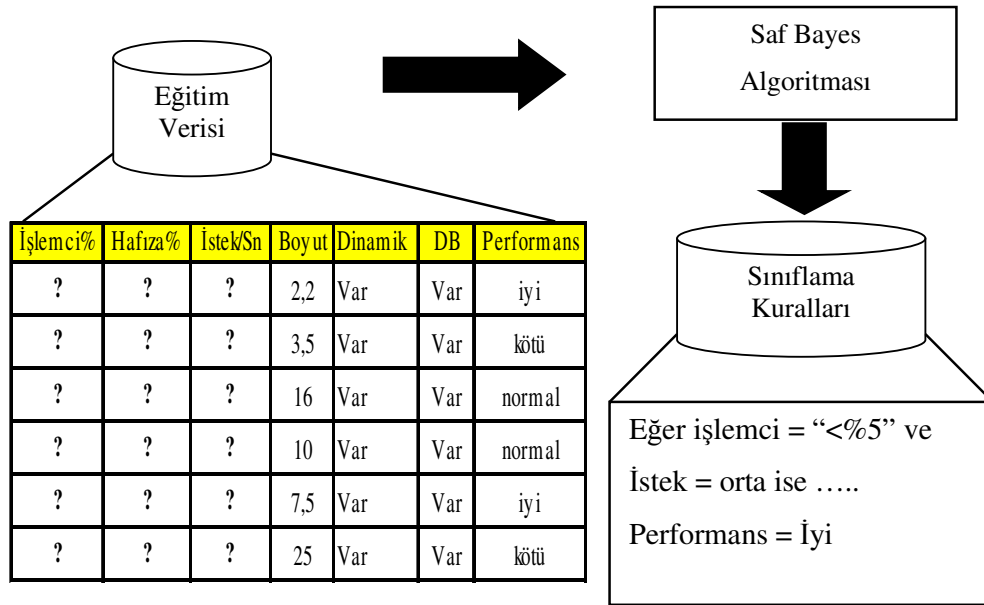 Eğitim
Verisi
Saf Bayes
Algoritması
İşlemci% Hafıza% İstek/Sn Boyut Dinamik DB Performans
? ? ? 2,2 Var Var iyi
? ? ? 3,5 Var Var kötü
? ? ? 16 Var Var normal
? ? ? 10 Var Var normal
? ? ? 7,5 Var Var iyi
? ? ? 25 Var Var kötü
Sınıflama
Kuralları
Eğer işlemci = “<%5” ve
İstek = orta ise …..
Performans = İyi